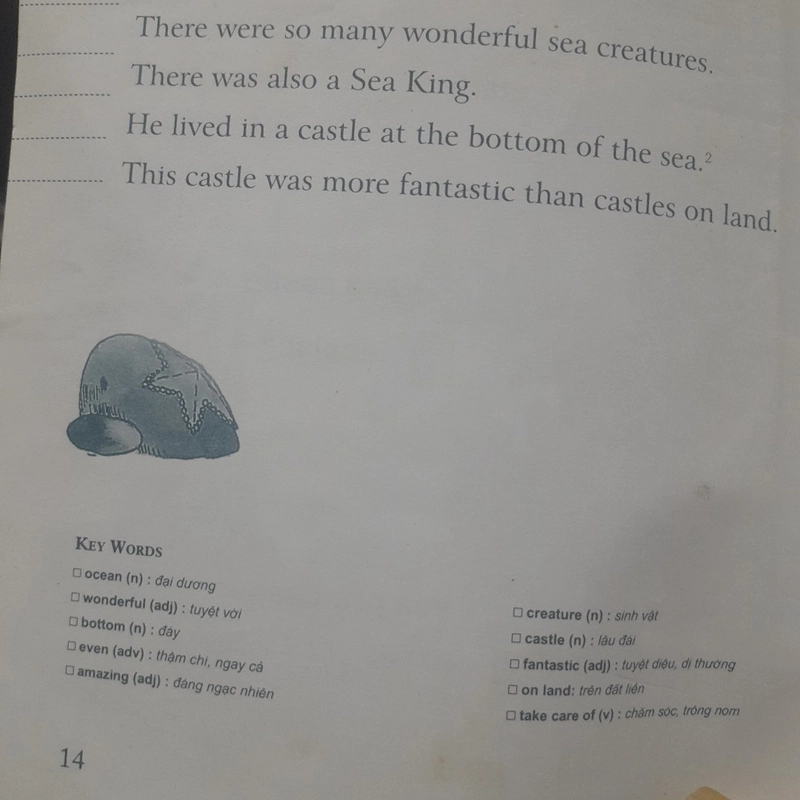 There were so many wonderful sea creatures.
There was also a Sea King.
He lived in a castle at the bottom of the sea.²
This castle was more fantastic than castles on land.
KEY WORDS
☐ ocean (n) : đại dương
☐ wonderful (adj) : tuyệt vời
☐ bottom (n) : đáy
☐ even (adv) : thậm chí, ngay cả
☐ amazing (adj) : đáng ngạc nhiên
☐ creature (n) : sinh vật
☐ castle (n) : lâu đài
☐ fantastic (adj) : tuyệt diệu, dị thường
☐ on land: trên đất liền
☐ take care of (v) : chăm sóc, trông nom
14